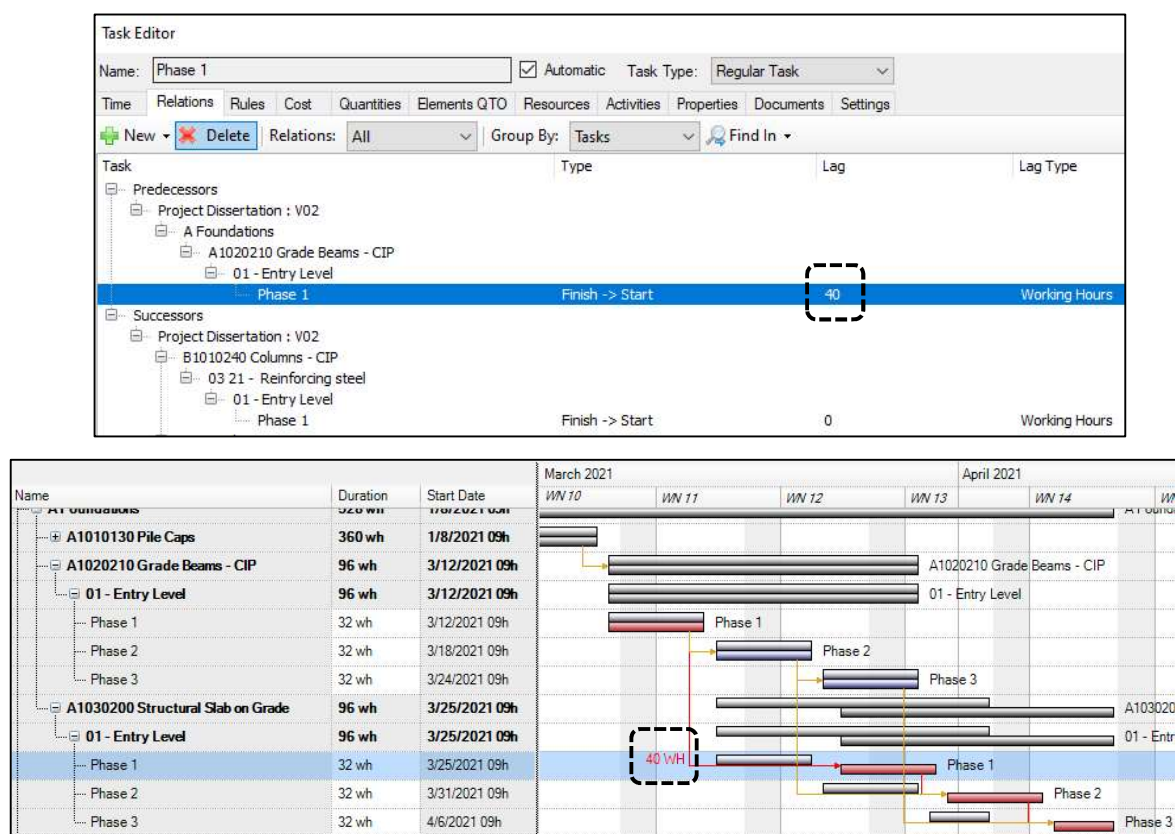 Task Editor
Name: Phase 1 Automatic Task Type: Regular Task
Time Relations Rules Cost Quantities Elements QTO Resources Activities Properties Documents Settings
New Delete Relations: All Group By: Tasks Find In
Task Type Lag Lag Type
Predecessors
Project Dissertation : V02
A Foundations
A1020210 Grade Beams - CIP
01 - Entry Level
Phase 1 Finish -> Start 40 Working Hours
Successors
Project Dissertation : V02
B1010240 Columns - CIP
03 21 - Reinforcing steel
01 - Entry Level
Phase 1 Finish -> Start 0 Working Hours
March 2021 April 2021
Name Duration Start Date WN 10 WN 11 WN 12 WN 13 WN 14
A1010130 Pile Caps 360 wh 1/8/2021 09h
A1020210 Grade Beams - CIP 96 wh 3/12/2021 09h A1020210 Grade Beams - CIP
01 - Entry Level 96 wh 3/12/2021 09h 01 - Entry Level
Phase 1 32 wh 3/12/2021 09h Phase 1
Phase 2 32 wh 3/18/2021 09h Phase 2
Phase 3 32 wh 3/24/2021 09h Phase 3
A1030200 Structural Slab on Grade 96 wh 3/25/2021 09h A103020
01 - Entry Level 96 wh 3/25/2021 09h 01 - Entr
Phase 1 32 wh 3/25/2021 09h 40 WH Phase 1
Phase 2 32 wh 3/31/2021 09h Phase 2
Phase 3 32 wh 4/6/2021 09h Phase 3